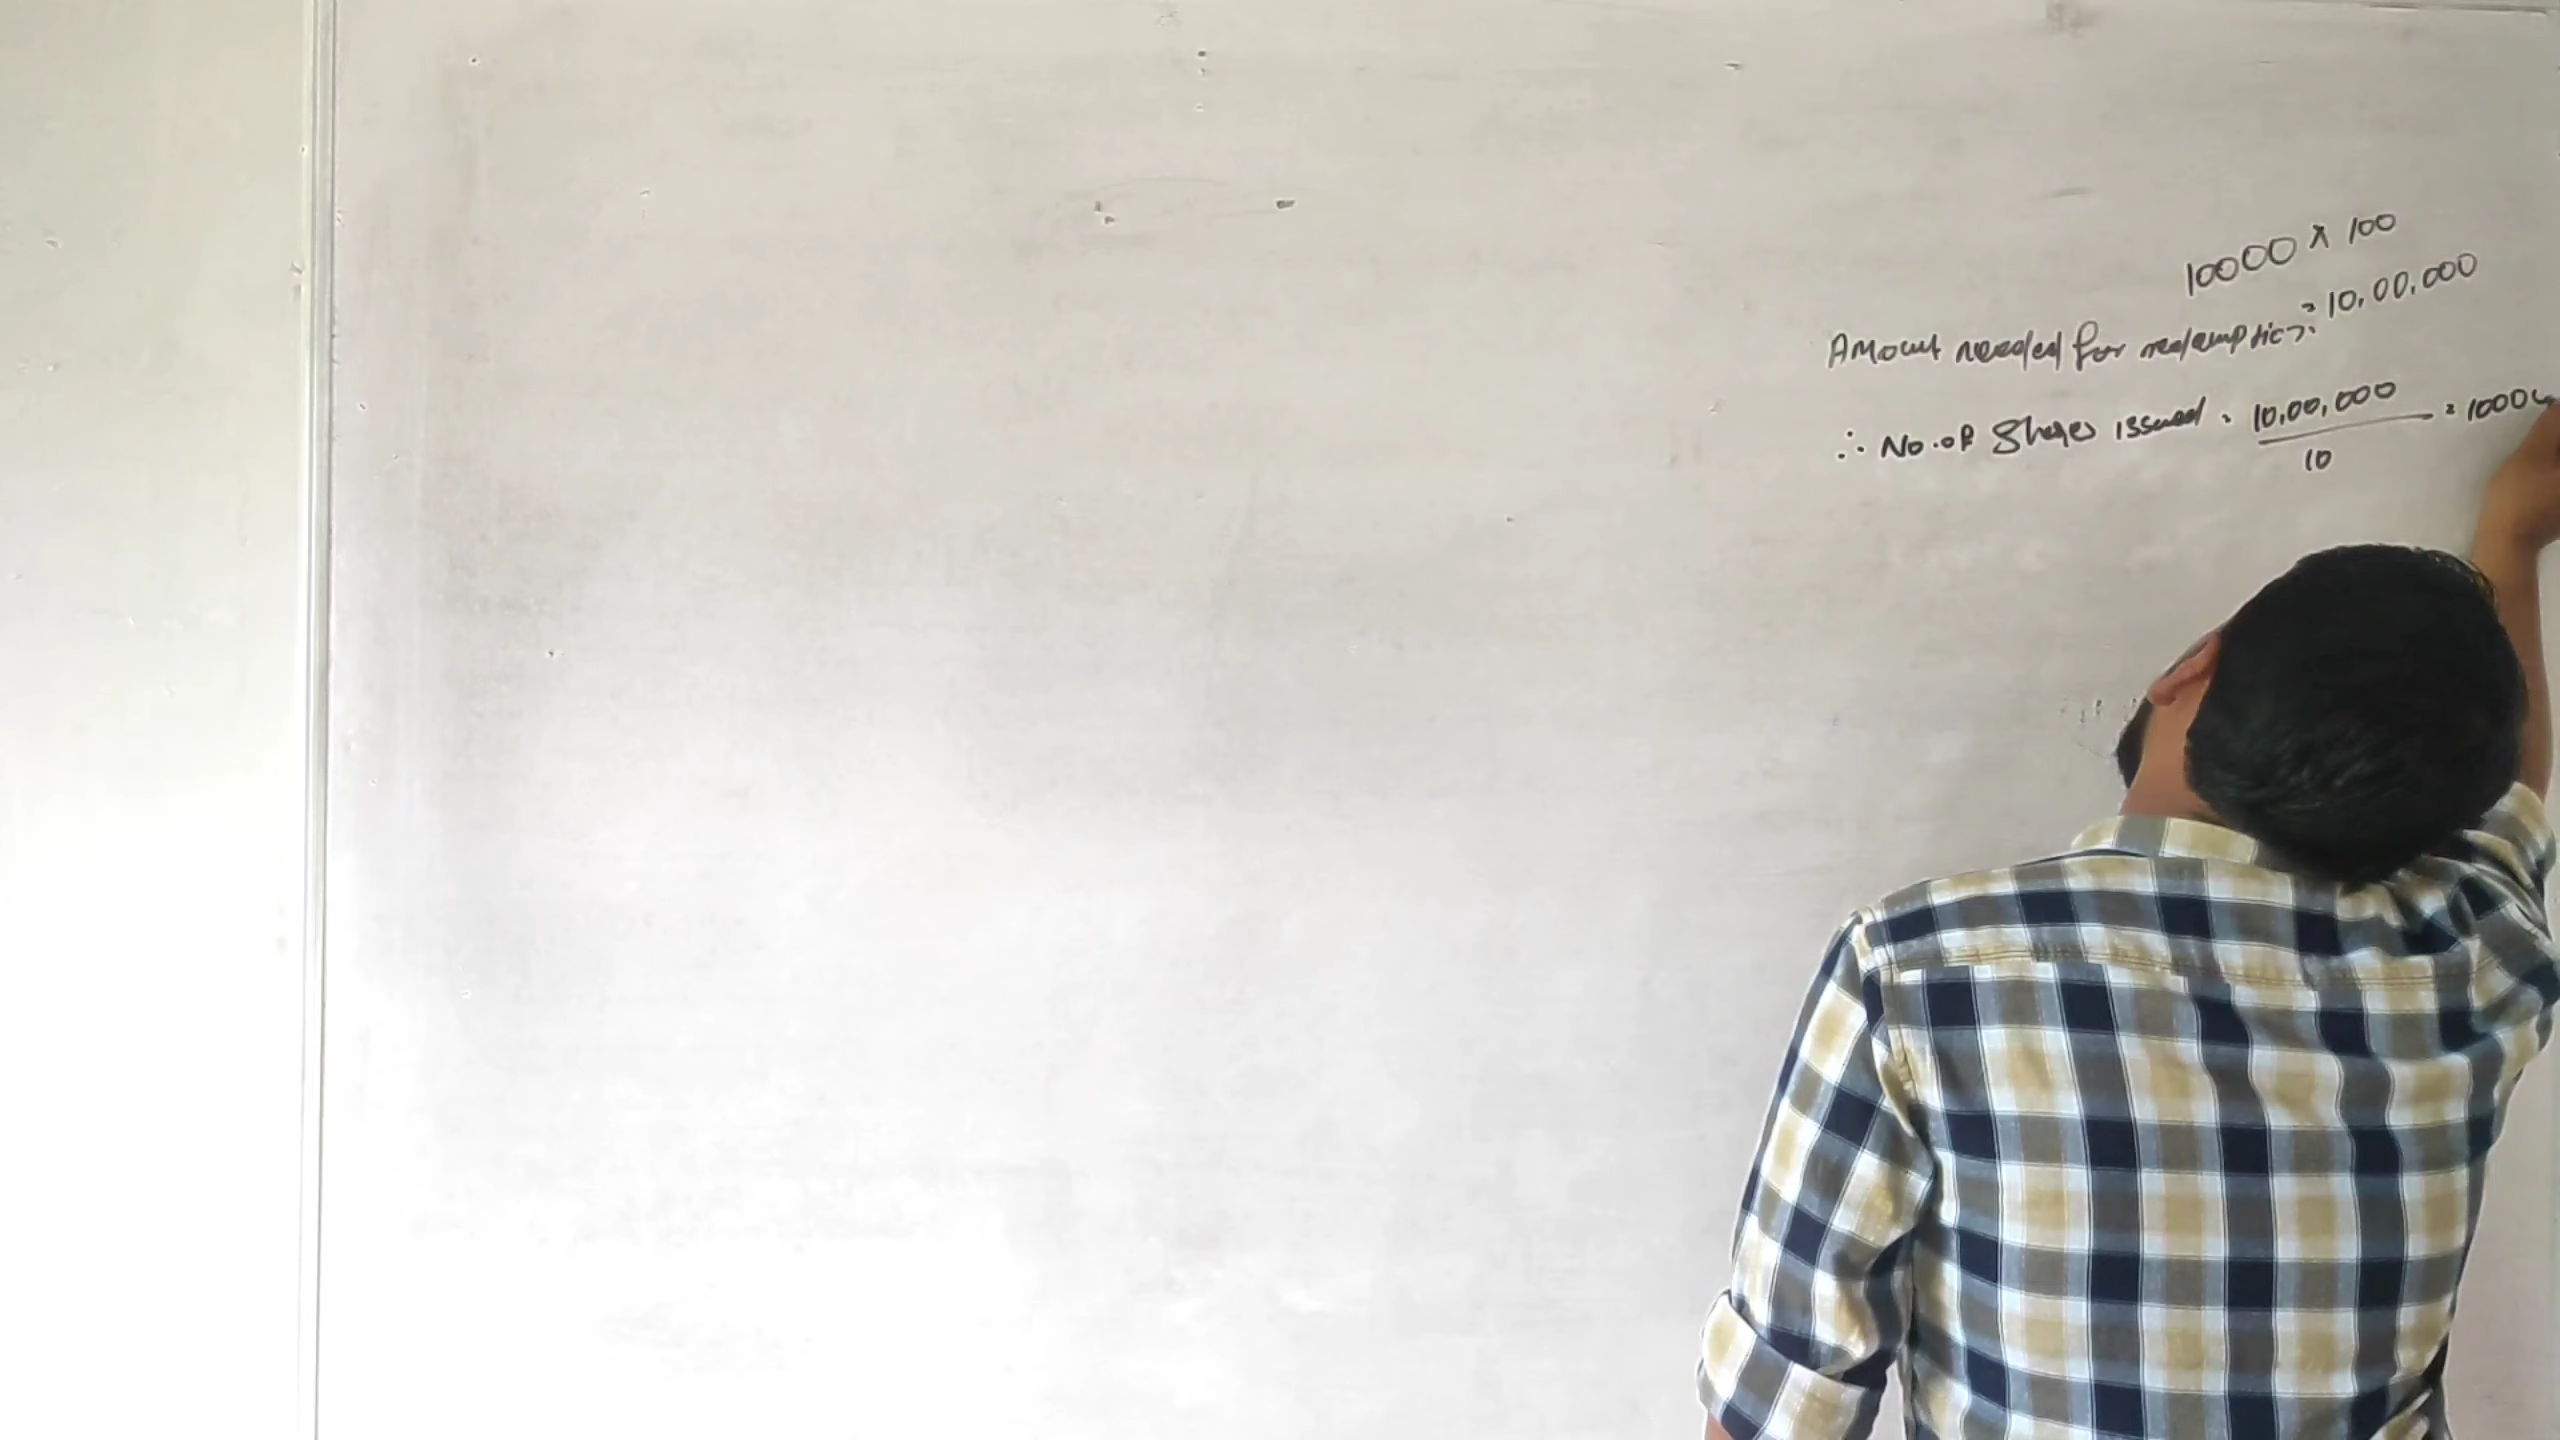 10000 X 100
= 10,00,000
Amount needed for redemption =
∴ No. of Shares issued = 10,00,000 / 10 = 1000